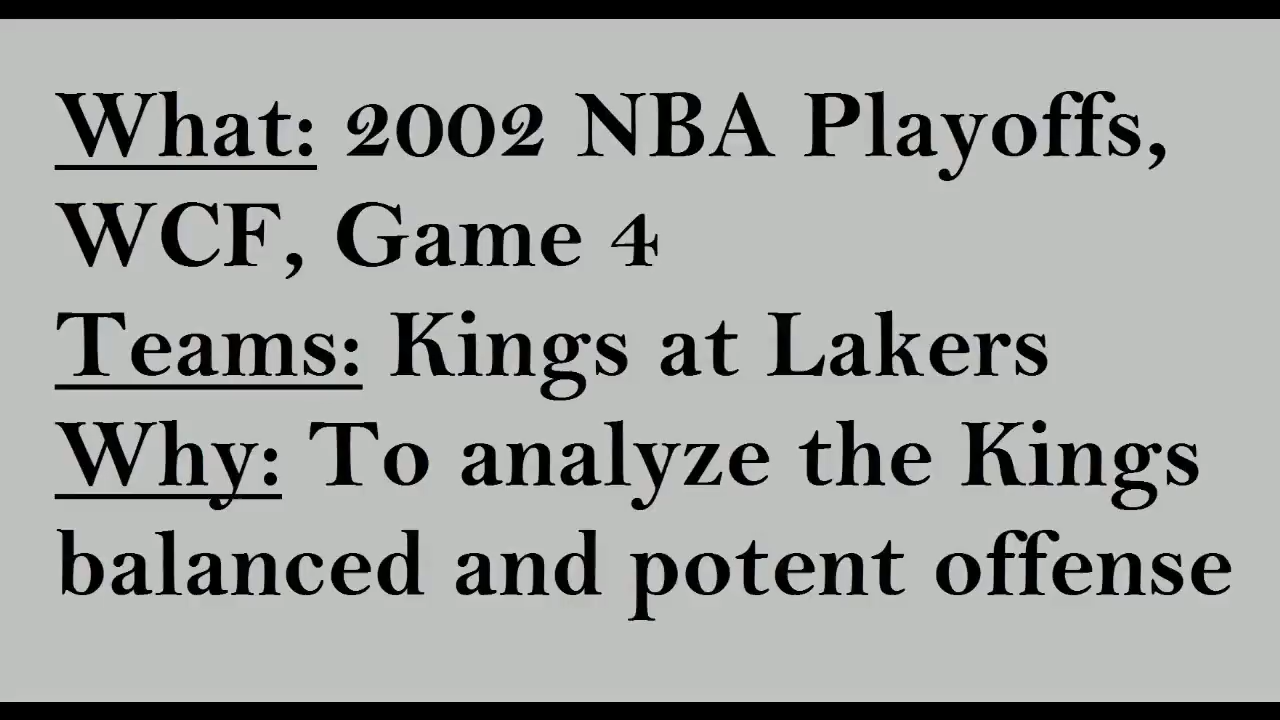 What: 2002 NBA Playoffs,
WCF, Game 4
Teams: Kings at Lakers
Why: To analyze the Kings
balanced and potent offense